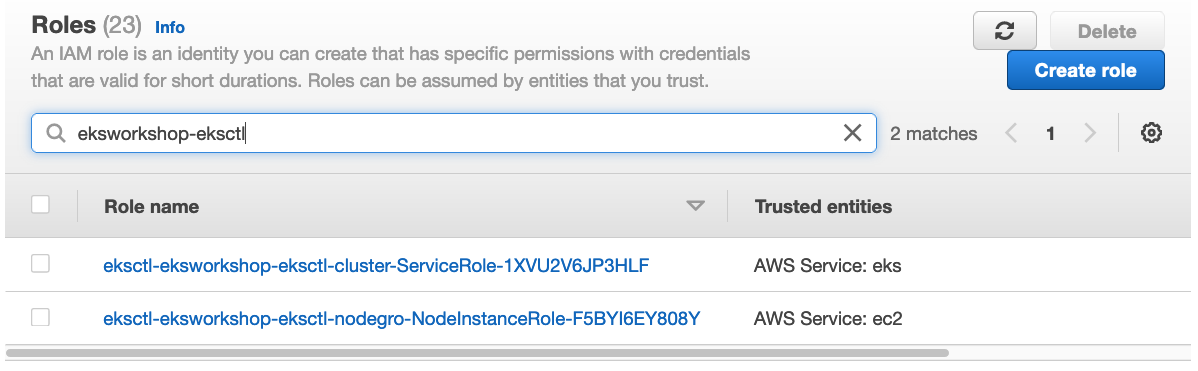 Roles (23) Info
An IAM role is an identity you can create that has specific permissions with credentials
that are valid for short durations. Roles can be assumed by entities that you trust.
Delete
Create role
eksworkshop-eksctl
2 matches
1
Role name
Trusted entities
eksctl-eksworkshop-eksctl-cluster-ServiceRole-1XVU2V6JP3HLF
AWS Service: eks
eksctl-eksworkshop-eksctl-nodegro-NodeInstanceRole-F5BYI6EY808Y
AWS Service: ec2